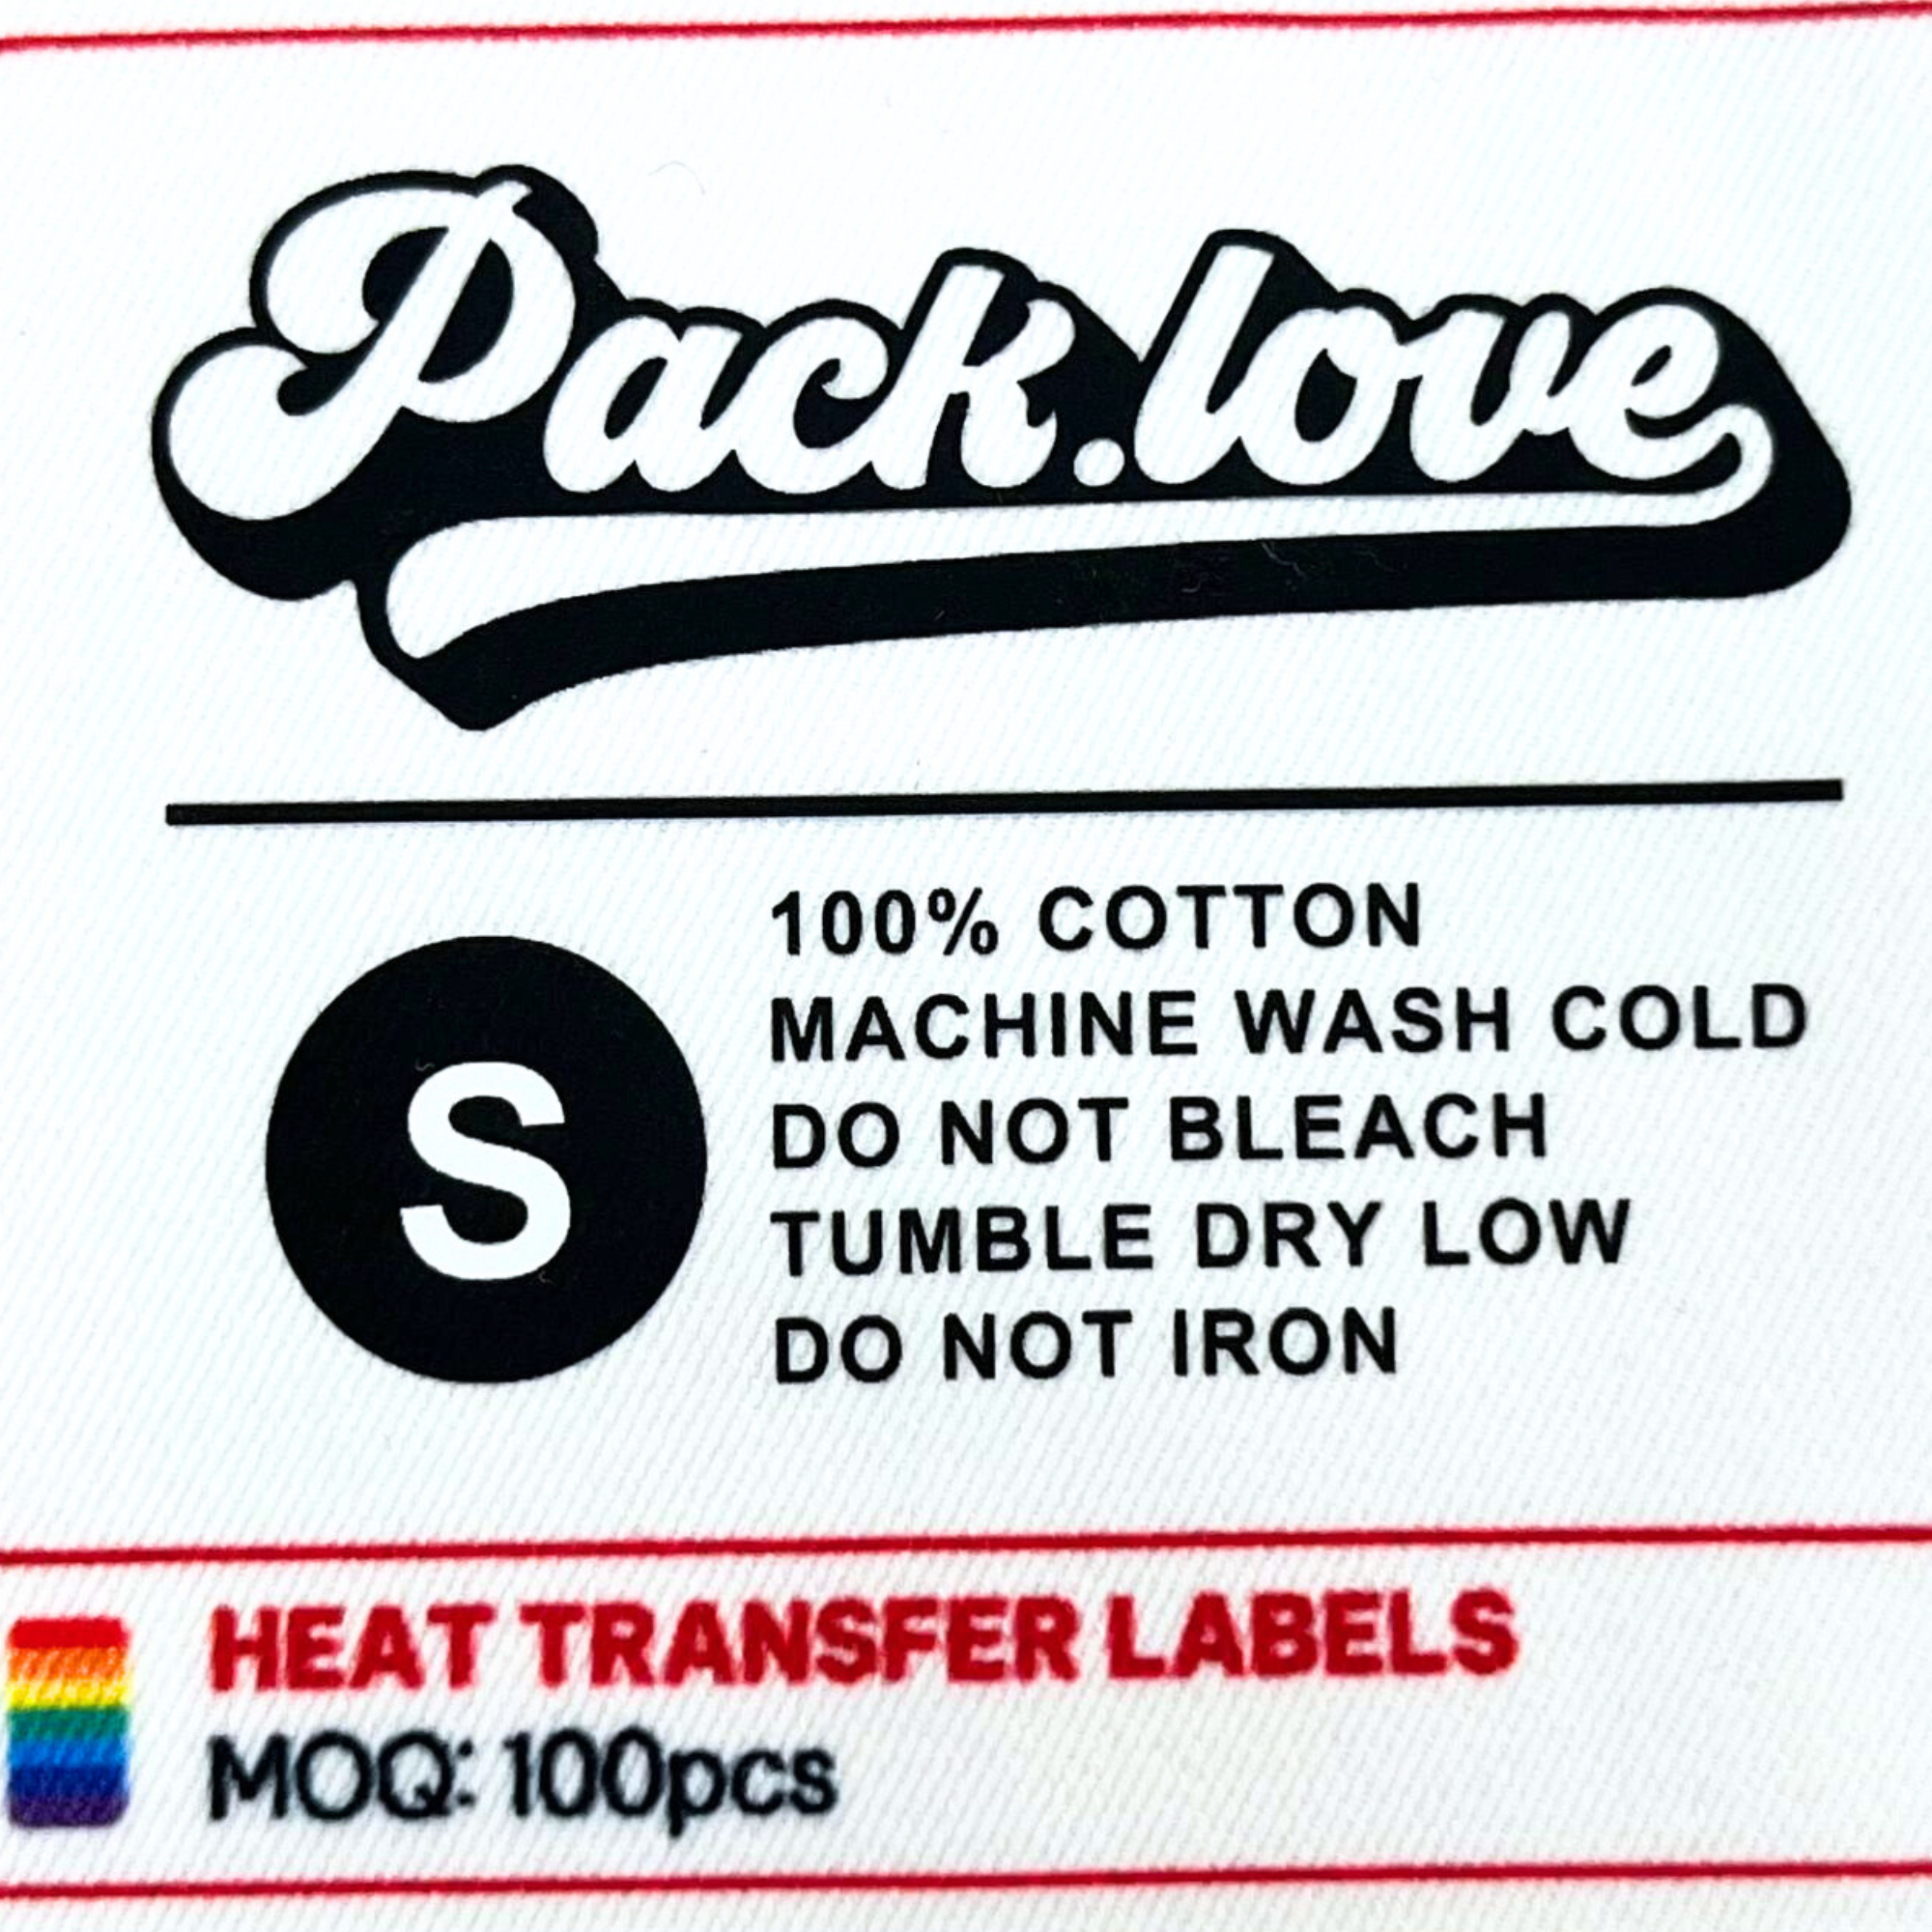 Pack.love
S
100% COTTON
MACHINE WASH COLD
DO NOT BLEACH
TUMBLE DRY LOW
DO NOT IRON
HEAT TRANSFER LABELS
MOQ: 100pcs